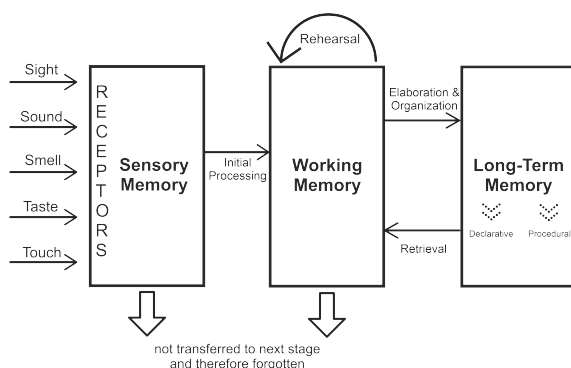 Rehearsal
Sight
Sound
Smell
Taste
Touch
RECEPTORS
Sensory
Memory
Initial
Processing
Working
Memory
Elaboration &
Organization
Retrieval
Long-Term
Memory
Declarative
Procedural
not transferred to next stage
and therefore forgotten